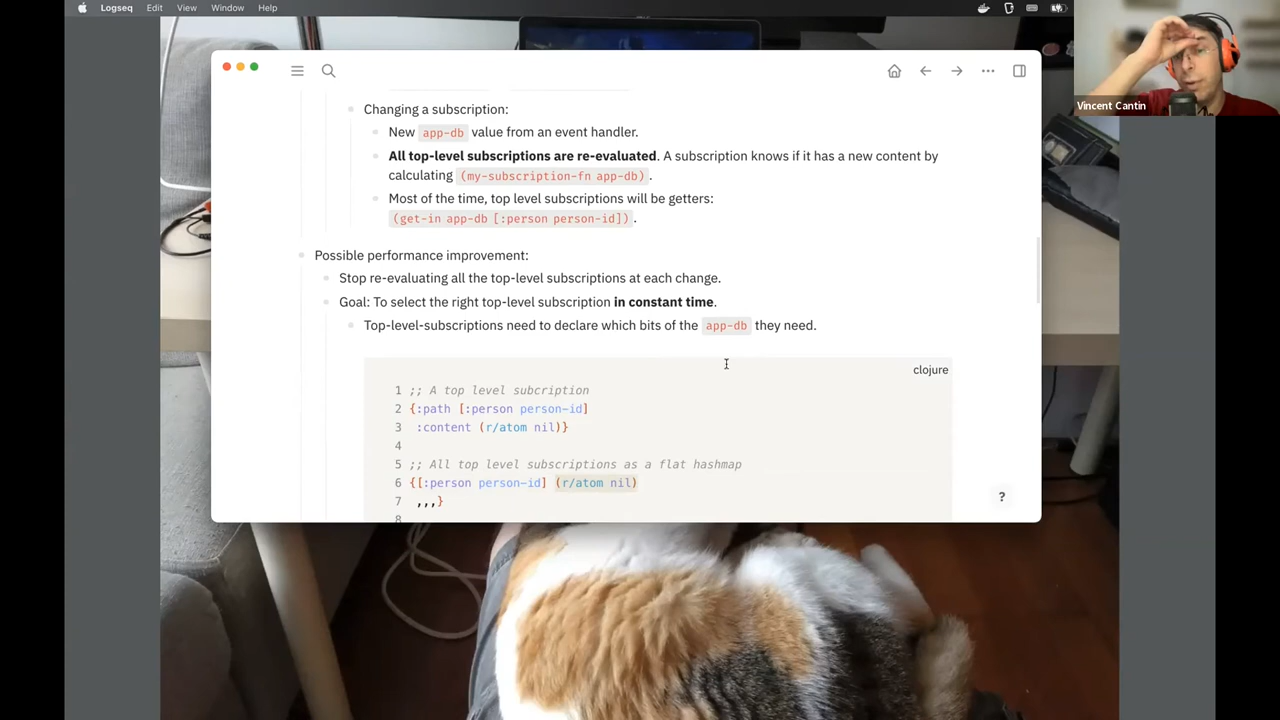 Logseq Edit View Window Help
Vincent Cantin
Changing a subscription:
New app-db value from an event handler.
All top-level subscriptions are re-evaluated. A subscription knows if it has a new content by
calculating (my-subscription-fn app-db).
Most of the time, top level subscriptions will be getters:
(get-in app-db [:person person-id]).
Possible performance improvement:
Stop re-evaluating all the top-level subscriptions at each change.
Goal: To select the right top-level subscription in constant time.
Top-level-subscriptions need to declare which bits of the app-db they need.
clojure
1 ;; A top level subcription
2 {:path [:person person-id]
3 :content (r/atom nil)}
4
5 ;; All top level subscriptions as a flat hashmap
6 {[:person person-id] (r/atom nil)
7 ,,,}
8
?